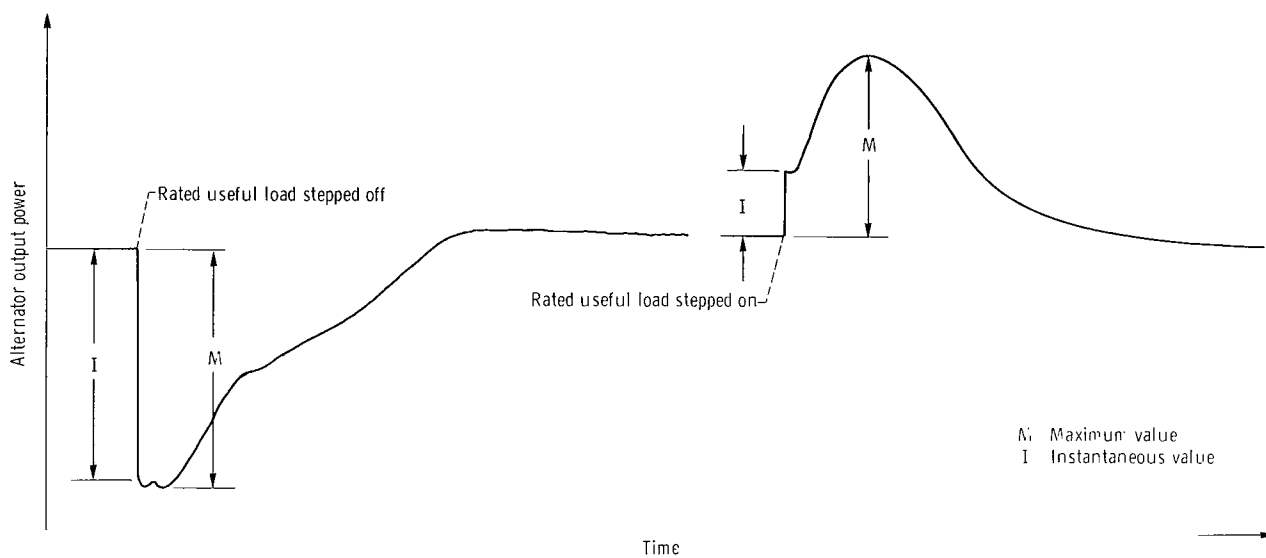 Alternator output power
Rated useful load stepped off
I
M
I
M
Rated useful load stepped on
M Maximum value
I Instantaneous value
Time